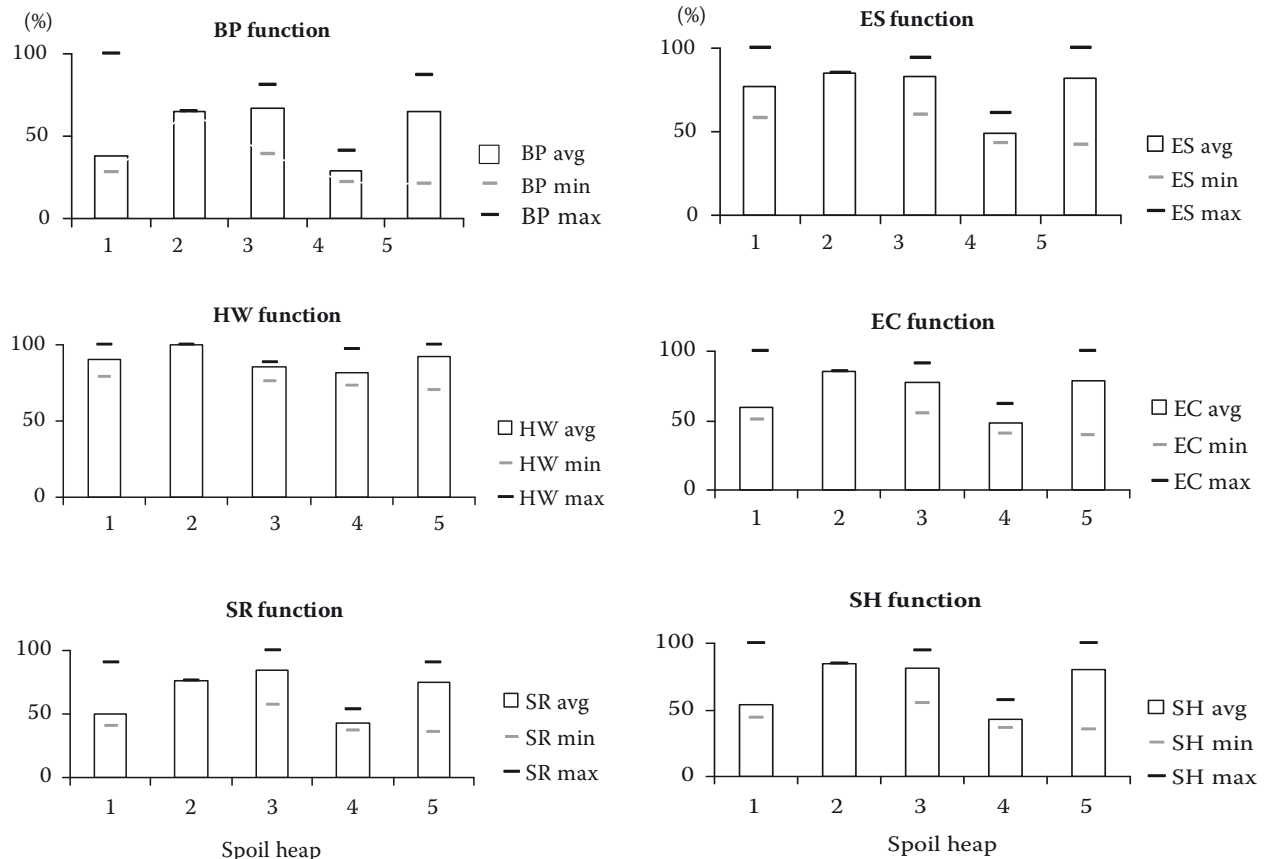 (%)
BP function
100
50
0
1 2 3 4 5
BP avg
BP min
BP max
(%)
ES function
100
50
0
1 2 3 4 5
ES avg
ES min
ES max
HW function
100
50
0
1 2 3 4 5
HW avg
HW min
HW max
EC function
100
50
0
1 2 3 4 5
EC avg
EC min
EC max
SR function
100
50
0
1 2 3 4 5
SR avg
SR min
SR max
Spoil heap
SH function
100
50
0
1 2 3 4 5
SH avg
SH min
SH max
Spoil heap